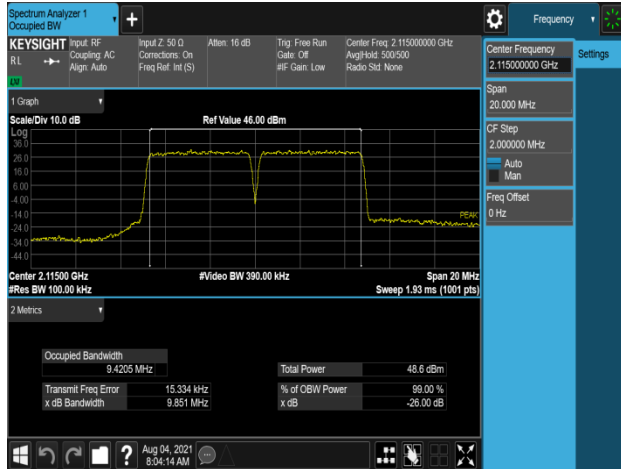 Spectrum Analyzer 1
Occupied BW
Frequency
KEYSIGHT
RL
LXI
Input: RF
Coupling: AC
Align: Auto
Input Z: 50 Ω
Corrections: On
Freq Ref: Int (S)
Atten: 16 dB
Trig: Free Run
Gate: Off
#IF Gain: Low
Center Freq: 2.115000000 GHz
Avg|Hold: 500/500
Radio Std: None
Center Frequency
2.115000000 GHz
Settings
Span
20.000 MHz
CF Step
2.000000 MHz
Auto
Man
Freq Offset
0 Hz
1 Graph
Scale/Div 10.0 dB
Ref Value 46.00 dBm
Log
36.0
26.0
16.0
6.00
-4.00
-14.0
-24.0
-34.0
-44.0
PEAK
Center 2.11500 GHz
#Video BW 390.00 kHz
Span 20 MHz
#Res BW 100.00 kHz
Sweep 1.93 ms (1001 pts)
2 Metrics
Occupied Bandwidth
9.4205 MHz
Total Power 48.6 dBm
Transmit Freq Error 15.334 kHz
% of OBW Power 99.00 %
x dB Bandwidth 9.851 MHz
x dB -26.00 dB
?
Aug 04, 2021
8:04:14 AM